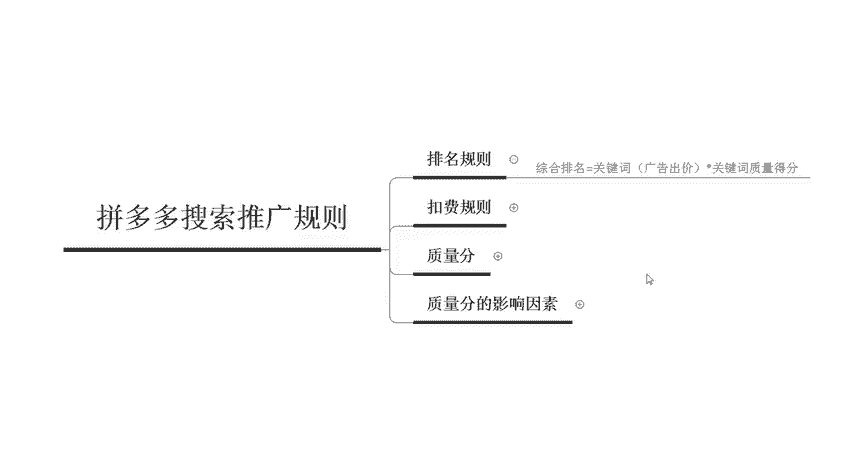 拼多多搜索推广规则
排名规则
综合排名=关键词（广告出价）*关键词质量得分
扣费规则
质量分
质量分的影响因素